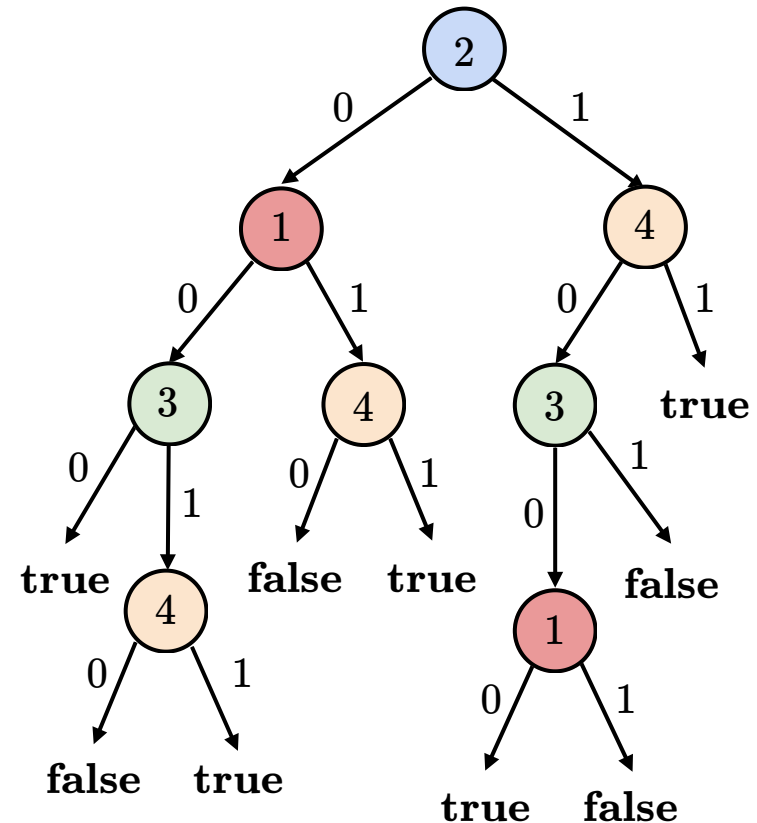 2
0 1
1 4
0 1 0 1
3 4 3 true
0 1 0 1 0 1
true false true false
4 1
0 1 0 1
false true true false